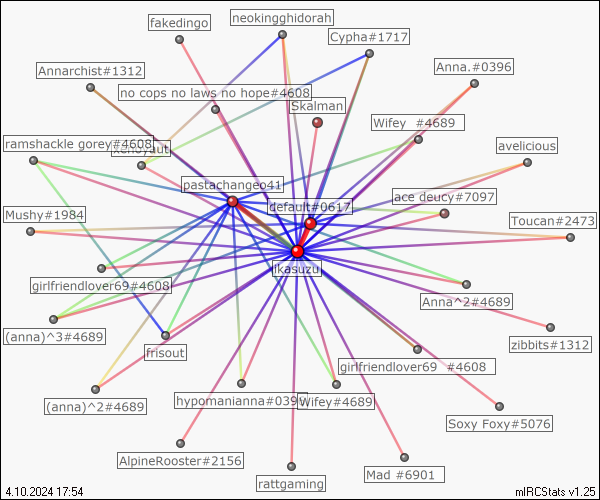 fakedingo
neokingghidorah
Cypha#1717
Annarchist#1312
Anna.#0396
no cops no laws no hope#4608
Skalman
Wifey  #4689
ramshackle gorey#4608
avelicious
pastachangeo41
default#0617
ace deucy#7097
Mushy#1984
Toucan#2473
ikasuzu
girlfriendlover69#4608
Anna^2#4689
(anna)^3#4689
frisout
zibbits#1312
girlfriendlover69   #4608
(anna)^2#4689
hypomanianna#039
Wifey#4689
Soxy Foxy#5076
AlpineRooster#2156
rattgaming
Mad #6901
4.10.2024 17:54
mIRCStats v1.25